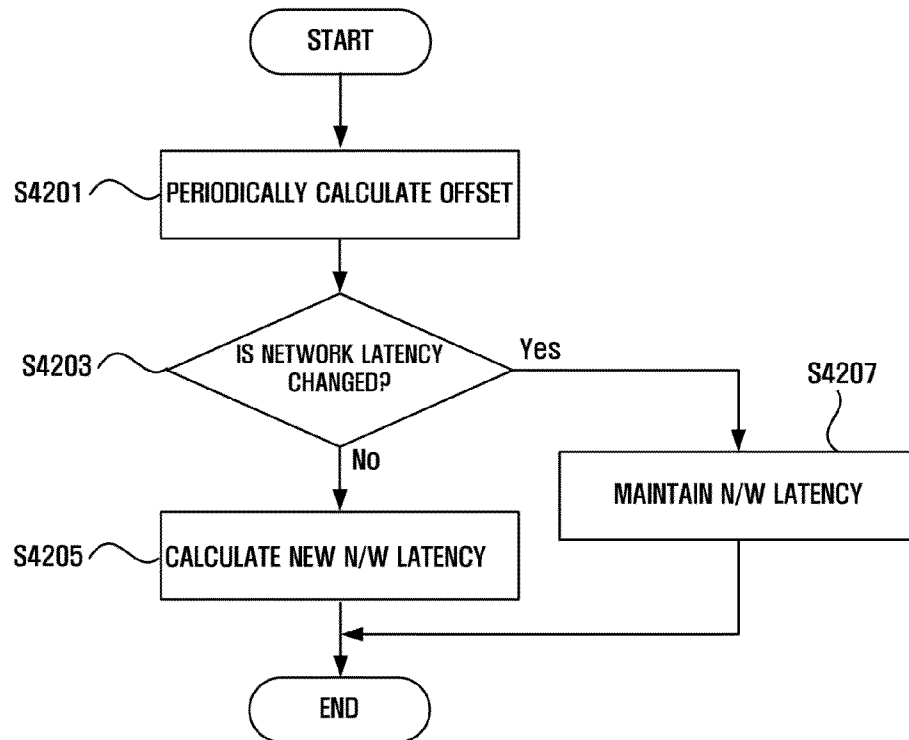 START
S4201
PERIODICALLY CALCULATE OFFSET
S4203
IS NETWORK LATENCY
CHANGED?
Yes
S4207
No
MAINTAIN N/W LATENCY
S4205
CALCULATE NEW N/W LATENCY
END